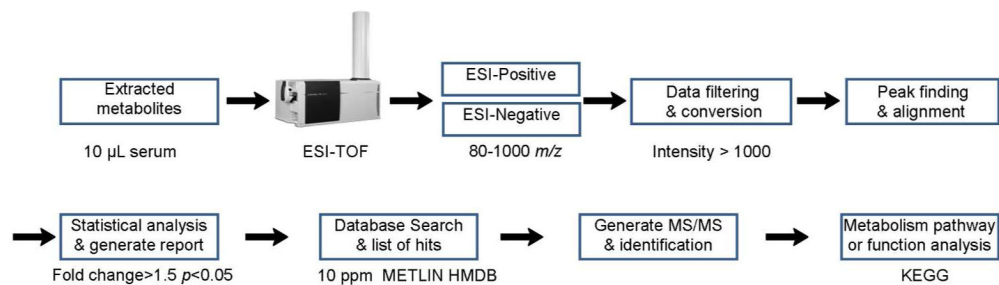 Extracted
metabolites
10 µL serum
ESI-TOF
ESI-Positive
ESI-Negative
80-1000 m/z
Data filtering
& conversion
Intensity > 1000
Peak finding
& alignment
Statistical analysis
& generate report
Fold change>1.5 p<0.05
Database Search
& list of hits
10 ppm METLIN HMDB
Generate MS/MS
& identification
Metabolism pathway
or function analysis
KEGG